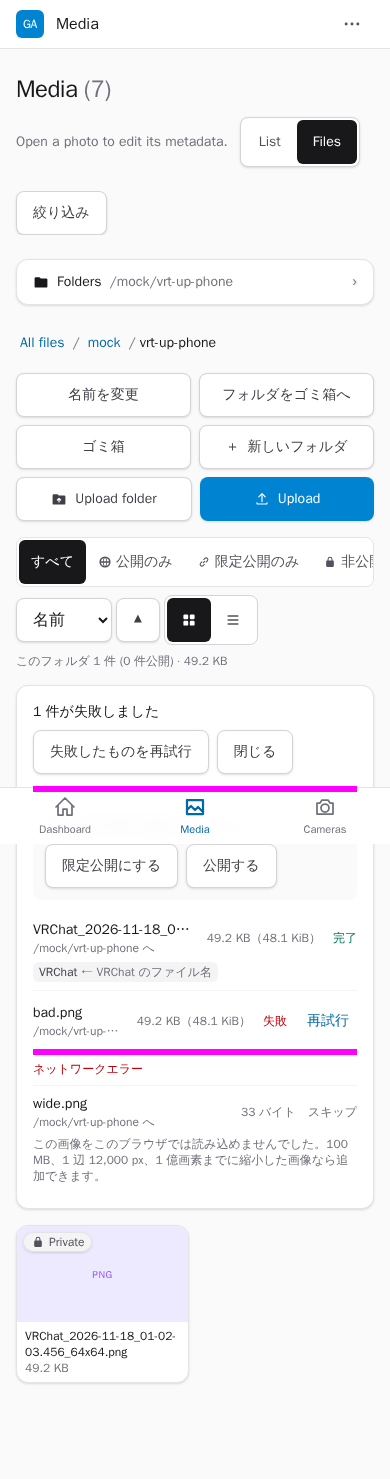 GA Media ···
Media (7)
Open a photo to edit its metadata. List Files
絞り込み
Folders /mock/vrt-up-phone ›
All files / mock / vrt-up-phone
名前を変更 フォルダをゴミ箱へ
ゴミ箱 ＋ 新しいフォルダ
Upload folder Upload
すべて 公開のみ 限定公開のみ 非公
名前 ▲
このフォルダ 1 件 (0 件公開) · 49.2 KB
1 件が失敗しました
失敗したものを再試行 閉じる
Dashboard Media Cameras
限定公開にする 公開する
VRChat_2026-11-18_0… 49.2 KB（48.1 KiB） 完了
/mock/vrt-up-phone へ
VRChat ← VRChat のファイル名
bad.png 49.2 KB（48.1 KiB） 失敗 再試行
/mock/vrt-up-…
ネットワークエラー
wide.png 33 バイト スキップ
/mock/vrt-up-phone へ
この画像をこのブラウザでは読み込めませんでした。100
MB、1 辺 12,000 px、1 億画素までに縮小した画像なら追
加できます。
Private
PNG
VRChat_2026-11-18_01-02-
03.456_64x64.png
49.2 KB